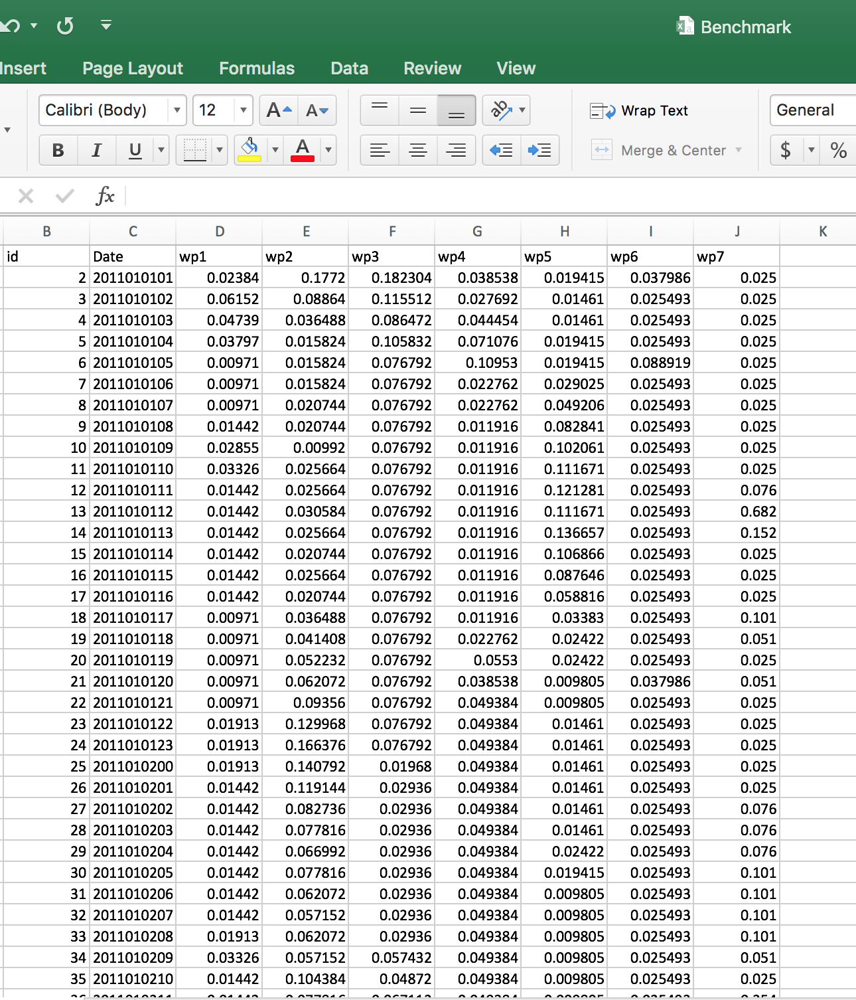 Benchmark
Insert Page Layout Formulas Data Review View
Calibri (Body) 12 A A ab Wrap Text General
B I U A Merge & Center $ %
fx
B C D E F G H I J K
id Date wp1 wp2 wp3 wp4 wp5 wp6 wp7
2 2011010101 0.02384 0.1772 0.182304 0.038538 0.019415 0.037986 0.025
3 2011010102 0.06152 0.08864 0.115512 0.027692 0.01461 0.025493 0.025
4 2011010103 0.04739 0.036488 0.086472 0.044454 0.01461 0.025493 0.025
5 2011010104 0.03797 0.015824 0.105832 0.071076 0.019415 0.025493 0.025
6 2011010105 0.00971 0.015824 0.076792 0.10953 0.019415 0.088919 0.025
7 2011010106 0.00971 0.015824 0.076792 0.022762 0.029025 0.025493 0.025
8 2011010107 0.00971 0.020744 0.076792 0.022762 0.049206 0.025493 0.025
9 2011010108 0.01442 0.020744 0.076792 0.011916 0.082841 0.025493 0.025
10 2011010109 0.02855 0.00992 0.076792 0.011916 0.102061 0.025493 0.025
11 2011010110 0.03326 0.025664 0.076792 0.011916 0.111671 0.025493 0.025
12 2011010111 0.01442 0.025664 0.076792 0.011916 0.121281 0.025493 0.076
13 2011010112 0.01442 0.030584 0.076792 0.011916 0.111671 0.025493 0.682
14 2011010113 0.01442 0.025664 0.076792 0.011916 0.136657 0.025493 0.152
15 2011010114 0.01442 0.020744 0.076792 0.011916 0.106866 0.025493 0.025
16 2011010115 0.01442 0.025664 0.076792 0.011916 0.087646 0.025493 0.025
17 2011010116 0.01442 0.020744 0.076792 0.011916 0.058816 0.025493 0.025
18 2011010117 0.00971 0.036488 0.076792 0.011916 0.03383 0.025493 0.101
19 2011010118 0.00971 0.041408 0.076792 0.022762 0.02422 0.025493 0.051
20 2011010119 0.00971 0.052232 0.076792 0.0553 0.02422 0.025493 0.025
21 2011010120 0.00971 0.062072 0.076792 0.038538 0.009805 0.037986 0.051
22 2011010121 0.00971 0.09356 0.076792 0.049384 0.009805 0.025493 0.025
23 2011010122 0.01913 0.129968 0.076792 0.049384 0.01461 0.025493 0.025
24 2011010123 0.01913 0.166376 0.076792 0.049384 0.01461 0.025493 0.025
25 2011010200 0.01913 0.140792 0.01968 0.049384 0.01461 0.025493 0.025
26 2011010201 0.01442 0.119144 0.02936 0.049384 0.01461 0.025493 0.025
27 2011010202 0.01442 0.082736 0.02936 0.049384 0.01461 0.025493 0.076
28 2011010203 0.01442 0.077816 0.02936 0.049384 0.01461 0.025493 0.076
29 2011010204 0.01442 0.066992 0.02936 0.049384 0.02422 0.025493 0.076
30 2011010205 0.01442 0.077816 0.02936 0.049384 0.019415 0.025493 0.101
31 2011010206 0.01442 0.062072 0.02936 0.049384 0.009805 0.025493 0.101
32 2011010207 0.01442 0.057152 0.02936 0.049384 0.009805 0.025493 0.101
33 2011010208 0.01913 0.062072 0.02936 0.049384 0.009805 0.025493 0.101
34 2011010209 0.03326 0.057152 0.057432 0.049384 0.009805 0.025493 0.051
35 2011010210 0.01442 0.104384 0.04872 0.049384 0.009805 0.025493 0.025